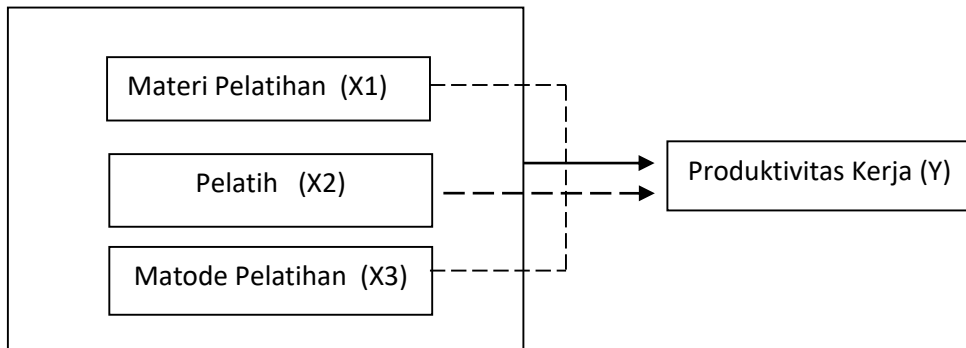 Materi Pelatihan (X1)
Pelatih (X2)
Produktivitas Kerja (Y)
Matode Pelatihan (X3)